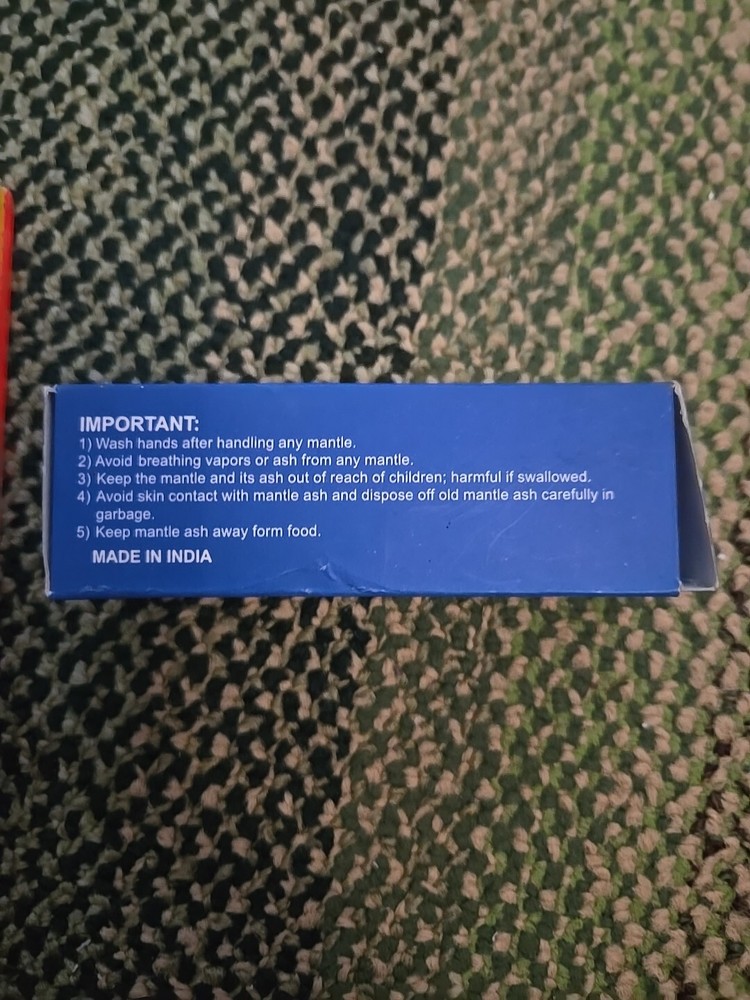 IMPORTANT:
1) Wash hands after handling any mantle.
2) Avoid breathing vapors or ash from any mantle.
3) Keep the mantle and its ash out of reach of children; harmful if swallowed.
4) Avoid skin contact with mantle ash and dispose off old mantle ash carefully in
garbage.
5) Keep mantle ash away form food.
MADE IN INDIA